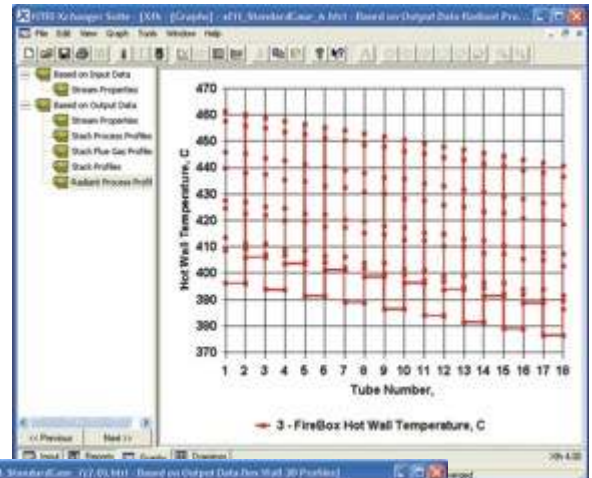 HTRI Xchanger Suite - [Xfh - [Graphs] - xf11_StandardCase_A.htri - Based on Output Data Radiant Pro...
File Edit View Graph Tools Window Help
Based on Input Data
Stream Properties
Based on Output Data
Stream Properties
Stack Process Profiles
Stack Flue Gas Profiles
Stack Profiles
Radiant Process Profil
<< Previous Next >>
Hot Wall Temperature, C
470
460
450
440
430
420
410
400
390
380
370
1 2 3 4 5 6 7 8 9 10 11 12 13 14 15 16 17 18
Tube Number,
3 - FireBox Hot Wall Temperature, C
Input Reports Graphs Drawings
Xfh 4.00
StandardCase
- Based on Output Data Box Wall 3D Profiles]